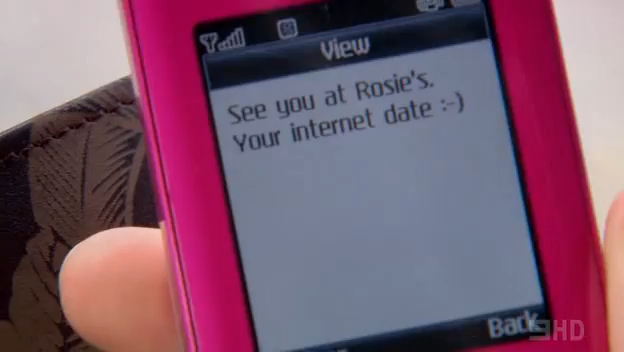 View
See you at Rosie's.
Your internet date :-)
Back
HD